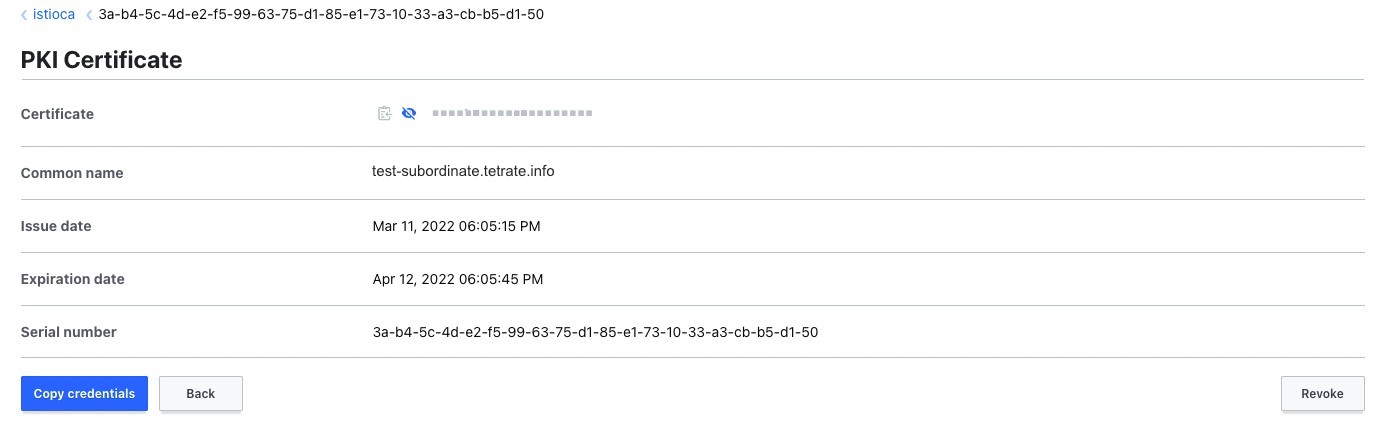 istioca 3a-b4-5c-4d-e2-f5-99-63-75-d1-85-e1-73-10-33-a3-cb-b5-d1-50
PKI Certificate
Certificate
Common name test-subordinate.tetrate.info
Issue date Mar 11, 2022 06:05:15 PM
Expiration date Apr 12, 2022 06:05:45 PM
Serial number 3a-b4-5c-4d-e2-f5-99-63-75-d1-85-e1-73-10-33-a3-cb-b5-d1-50
Copy credentials Back Revoke